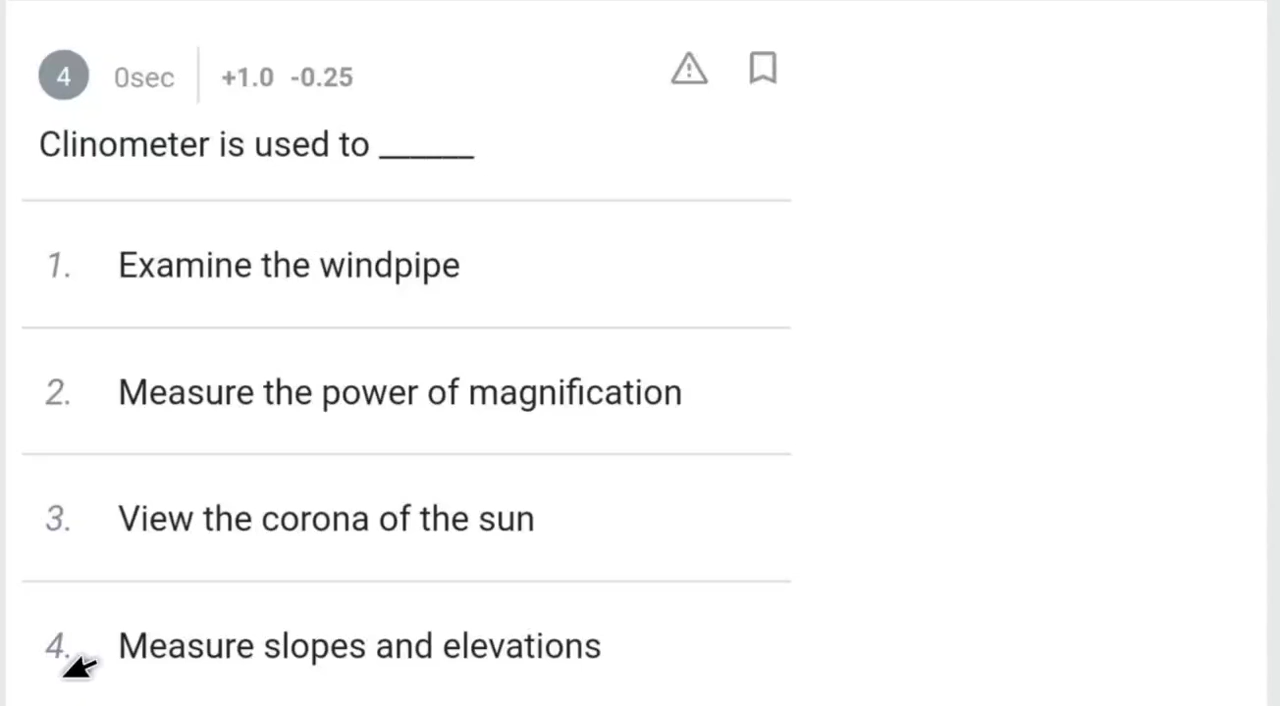 4 0sec +1.0 -0.25
Clinometer is used to ______
1. Examine the windpipe
2. Measure the power of magnification
3. View the corona of the sun
4. Measure slopes and elevations